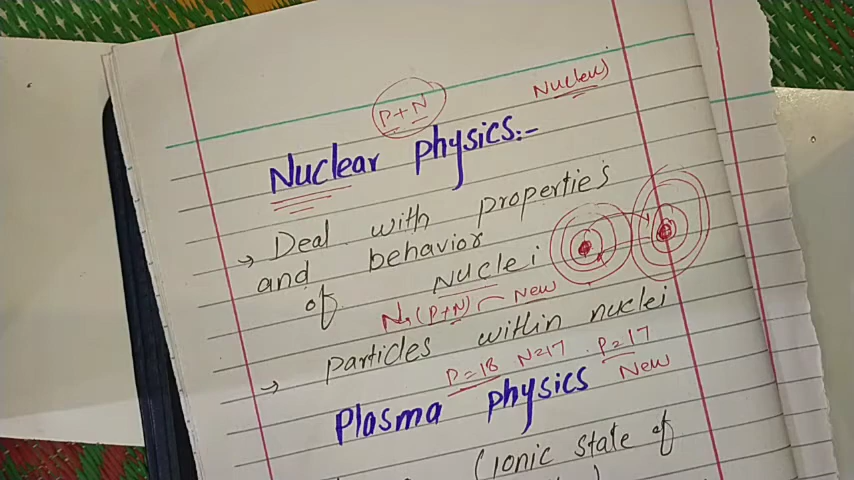 Nucleus
P+N
Nuclear physics:-
→ Deal with properties
and behavior
of nuclei
N₁(P+N) New
→ particles within nuclei
P=18 N=17 P=17
New
Plasma physics
(ionic state of